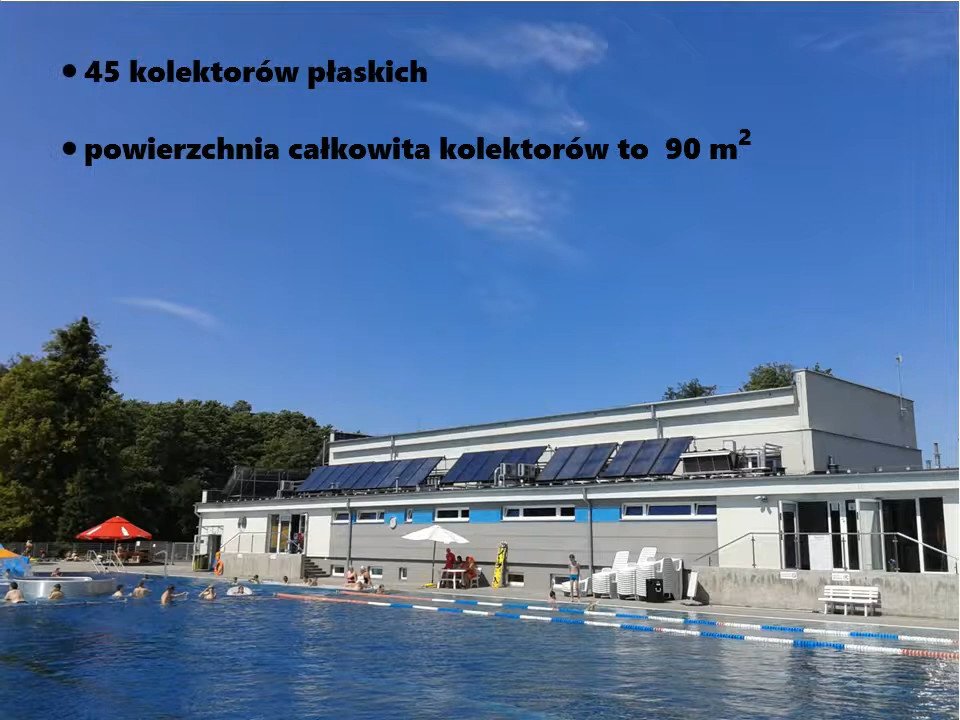 • 45 kolektorów płaskich
• powierzchnia całkowita kolektorów to 90 m²